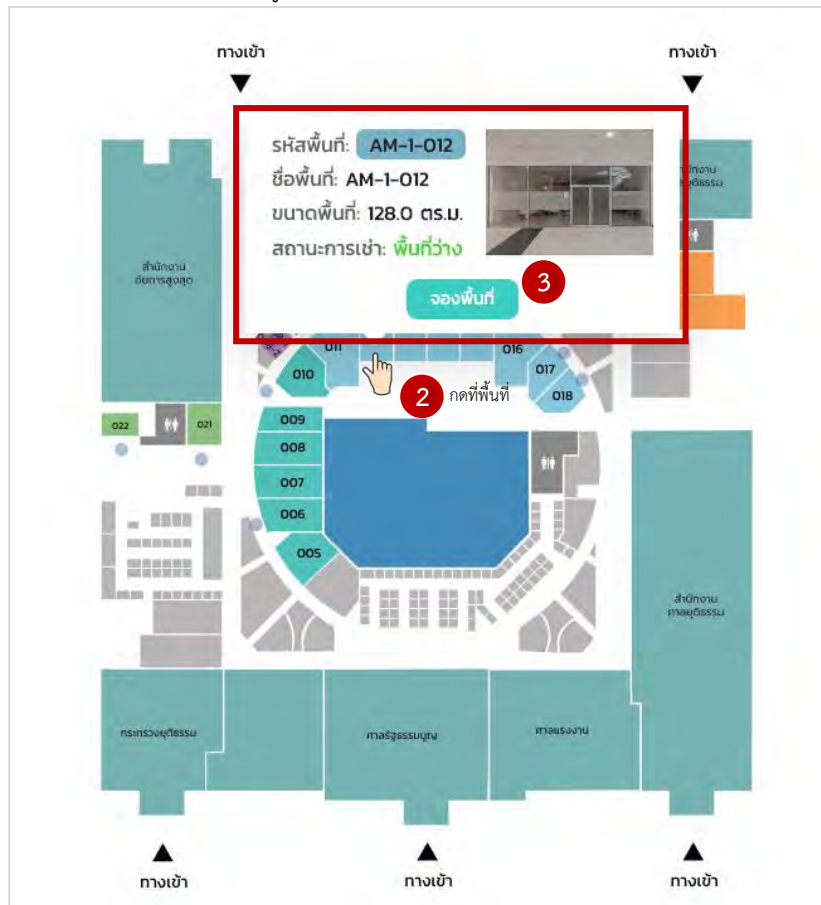 ทางเข้า
ทางเข้า
รหัสพื้นที่: AM-1-012
ชื่อพื้นที่: AM-1-012
ขนาดพื้นที่: 128.0 ตร.ม.
สถานะการเช่า: พื้นที่ว่าง
จองพื้นที่
3
สำนักงาน
อัยการสูงสุด
011
016
010
017
018
2 กดที่พื้นที่
022
021
009
008
007
006
005
สำนักงาน
ศาลยุติธรรม
กระทรวงยุติธรรม
ศาลรัฐธรรมนูญ
ศาลแรงงาน
ทางเข้า
ทางเข้า
ทางเข้า